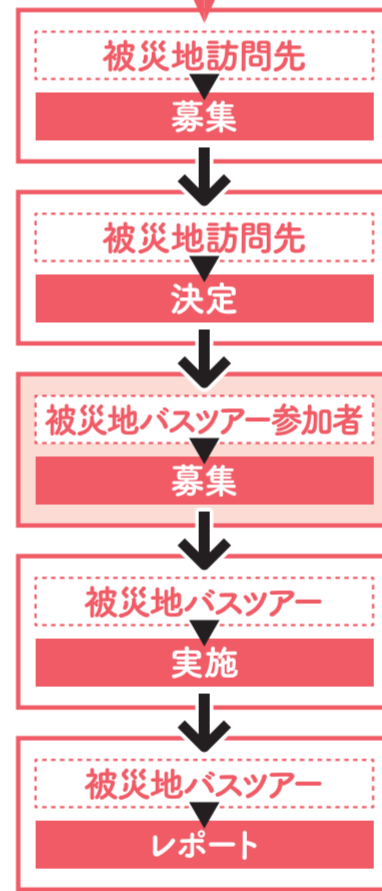 被災地訪問先
募集
被災地訪問先
決定
被災地バスツアー参加者
募集
被災地バスツアー
実施
被災地バスツアー
レポート